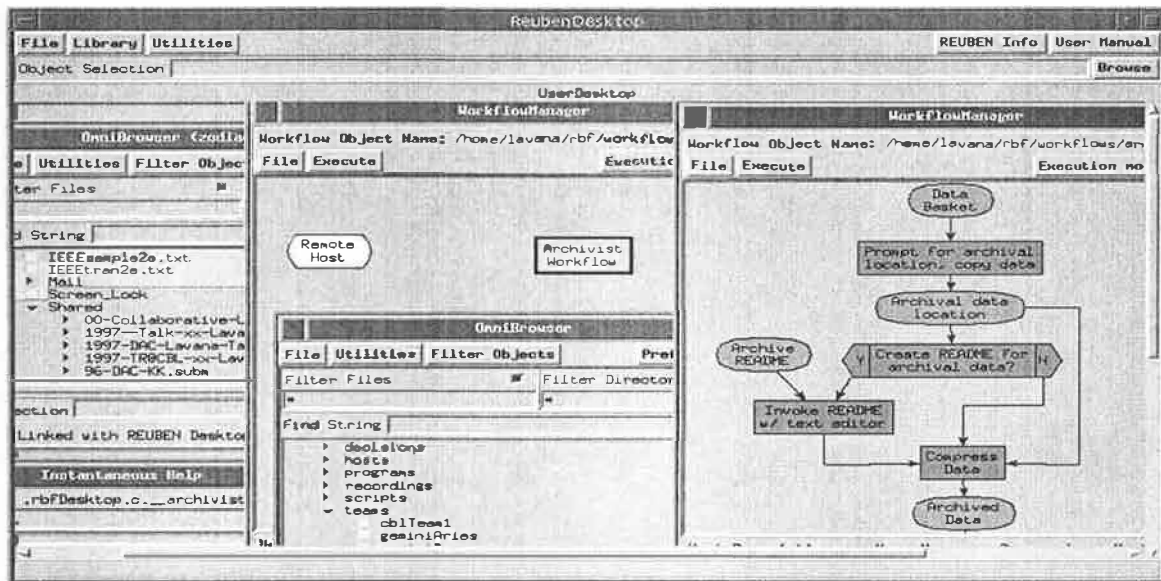 ReubenDesktop
File Library Utilities REUBEN Info User Manual
Object Selection Browse
UserDesktop
OmniBrowser (zodia
Utilities Filter Objec
ter Files
d String
IEEEsample2e.txt
IEEEtran2e.txt
Mail
Screen_Lock
Shared
00-Collaborative-L
1997--Talk-xx-Lava
1997-DAC-Lavana-Ta
1997-TR@CBL-xx-Lav
96-DAC-KK.subm
ection
Linked with REUBEN Deskto
Instantaneous Help
.rbfDesktop.c.__archivist
WorkflowManager
Workflow Object Name: /home/lavana/rbf/workflow
File Execute Executio
Remote
Host
Archivist
Workflow
OmniBrowser
File Utilities Filter Objects Pref
Filter Files Filter Director
* *
Find String
decisions
hosts
programs
recordings
scripts
teams
cblTeam1
geminiAries
WorkflowManager
Workflow Object Name: /home/lavana/rbf/workflows/ar
File Execute Execution mo
Data
Basket
Prompt for archival
location, copy data
Archival data
location
Archive
README
Y Create README for N
archival data?
Invoke README
w/ text editor
Compress
Data
Archived
Data